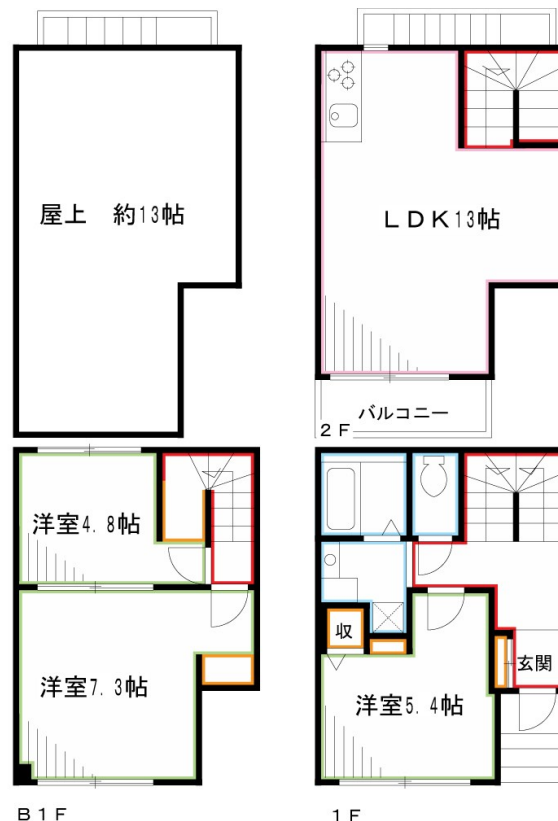 屋上 約13帖
LDK13帖
バルコニー
2F
洋室4.8帖
洋室7.3帖
B1F
収
玄関
洋室5.4帖
1F